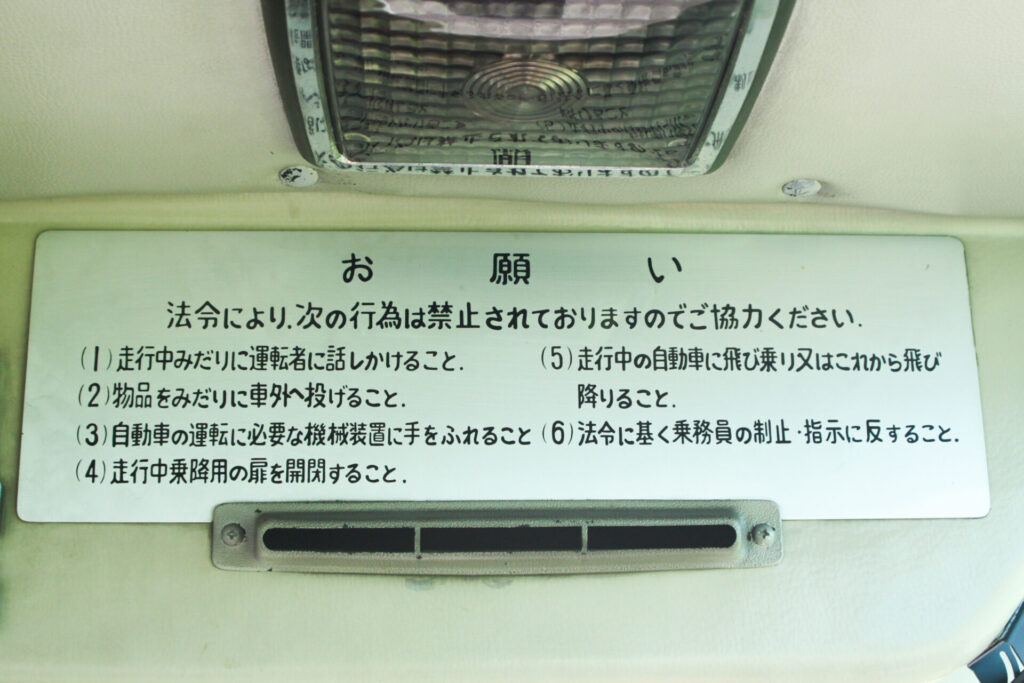 お願い
法令により.次の行為は禁止されておりますのでご協力ください.
(1)走行中みだりに運転者に話しかけること.
(2)物品をみだりに車外へ投げること.
(3)自動車の運転に必要な機械装置に手をふれること
(4)走行中乗降用の扉を開閉すること.
(5)走行中の自動車に飛び乗り又はこれから飛び
降りること.
(6)法令に基く乗務員の制止·指示に反すること.